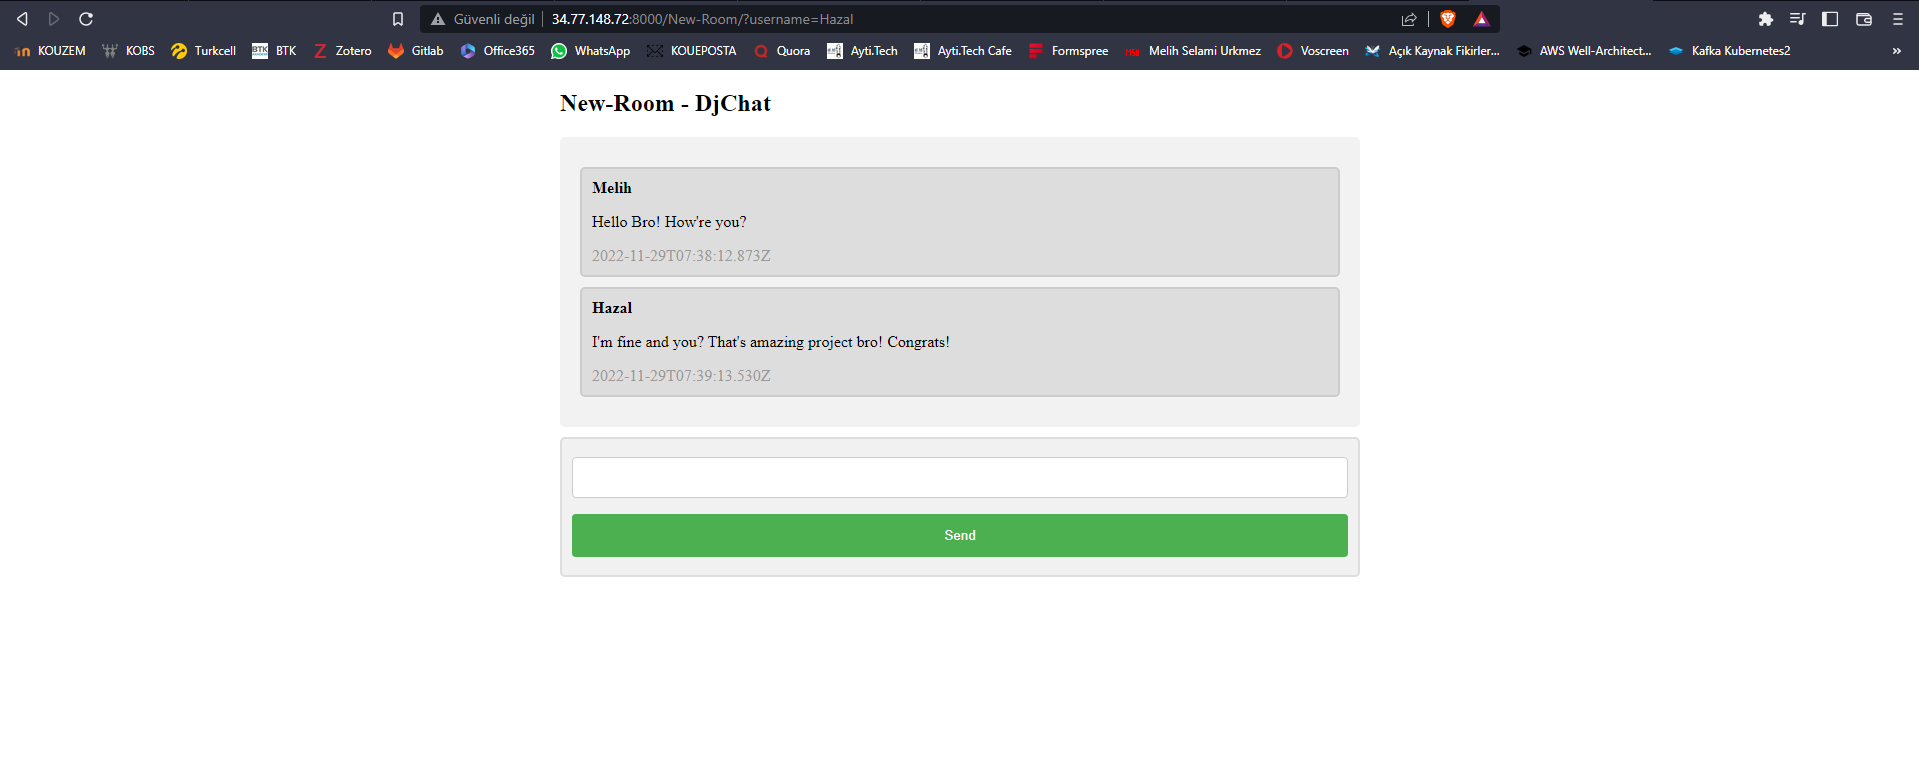 Güvenli değil 34.77.148.72:8000/New-Room/?username=Hazal
KOUZEM KOBS Turkcell BTK BTK Zotero Gitlab Office365 WhatsApp KOUEPOSTA Quora Ayti.Tech Ayti.Tech Cafe Formspree Melih Selami Urkmez Voscreen Açık Kaynak Fikirler... AWS Well-Architect... Kafka Kubernetes2 »
New-Room - DjChat
Melih
Hello Bro! How're you?
2022-11-29T07:38:12.873Z
Hazal
I'm fine and you? That's amazing project bro! Congrats!
2022-11-29T07:39:13.530Z
Send